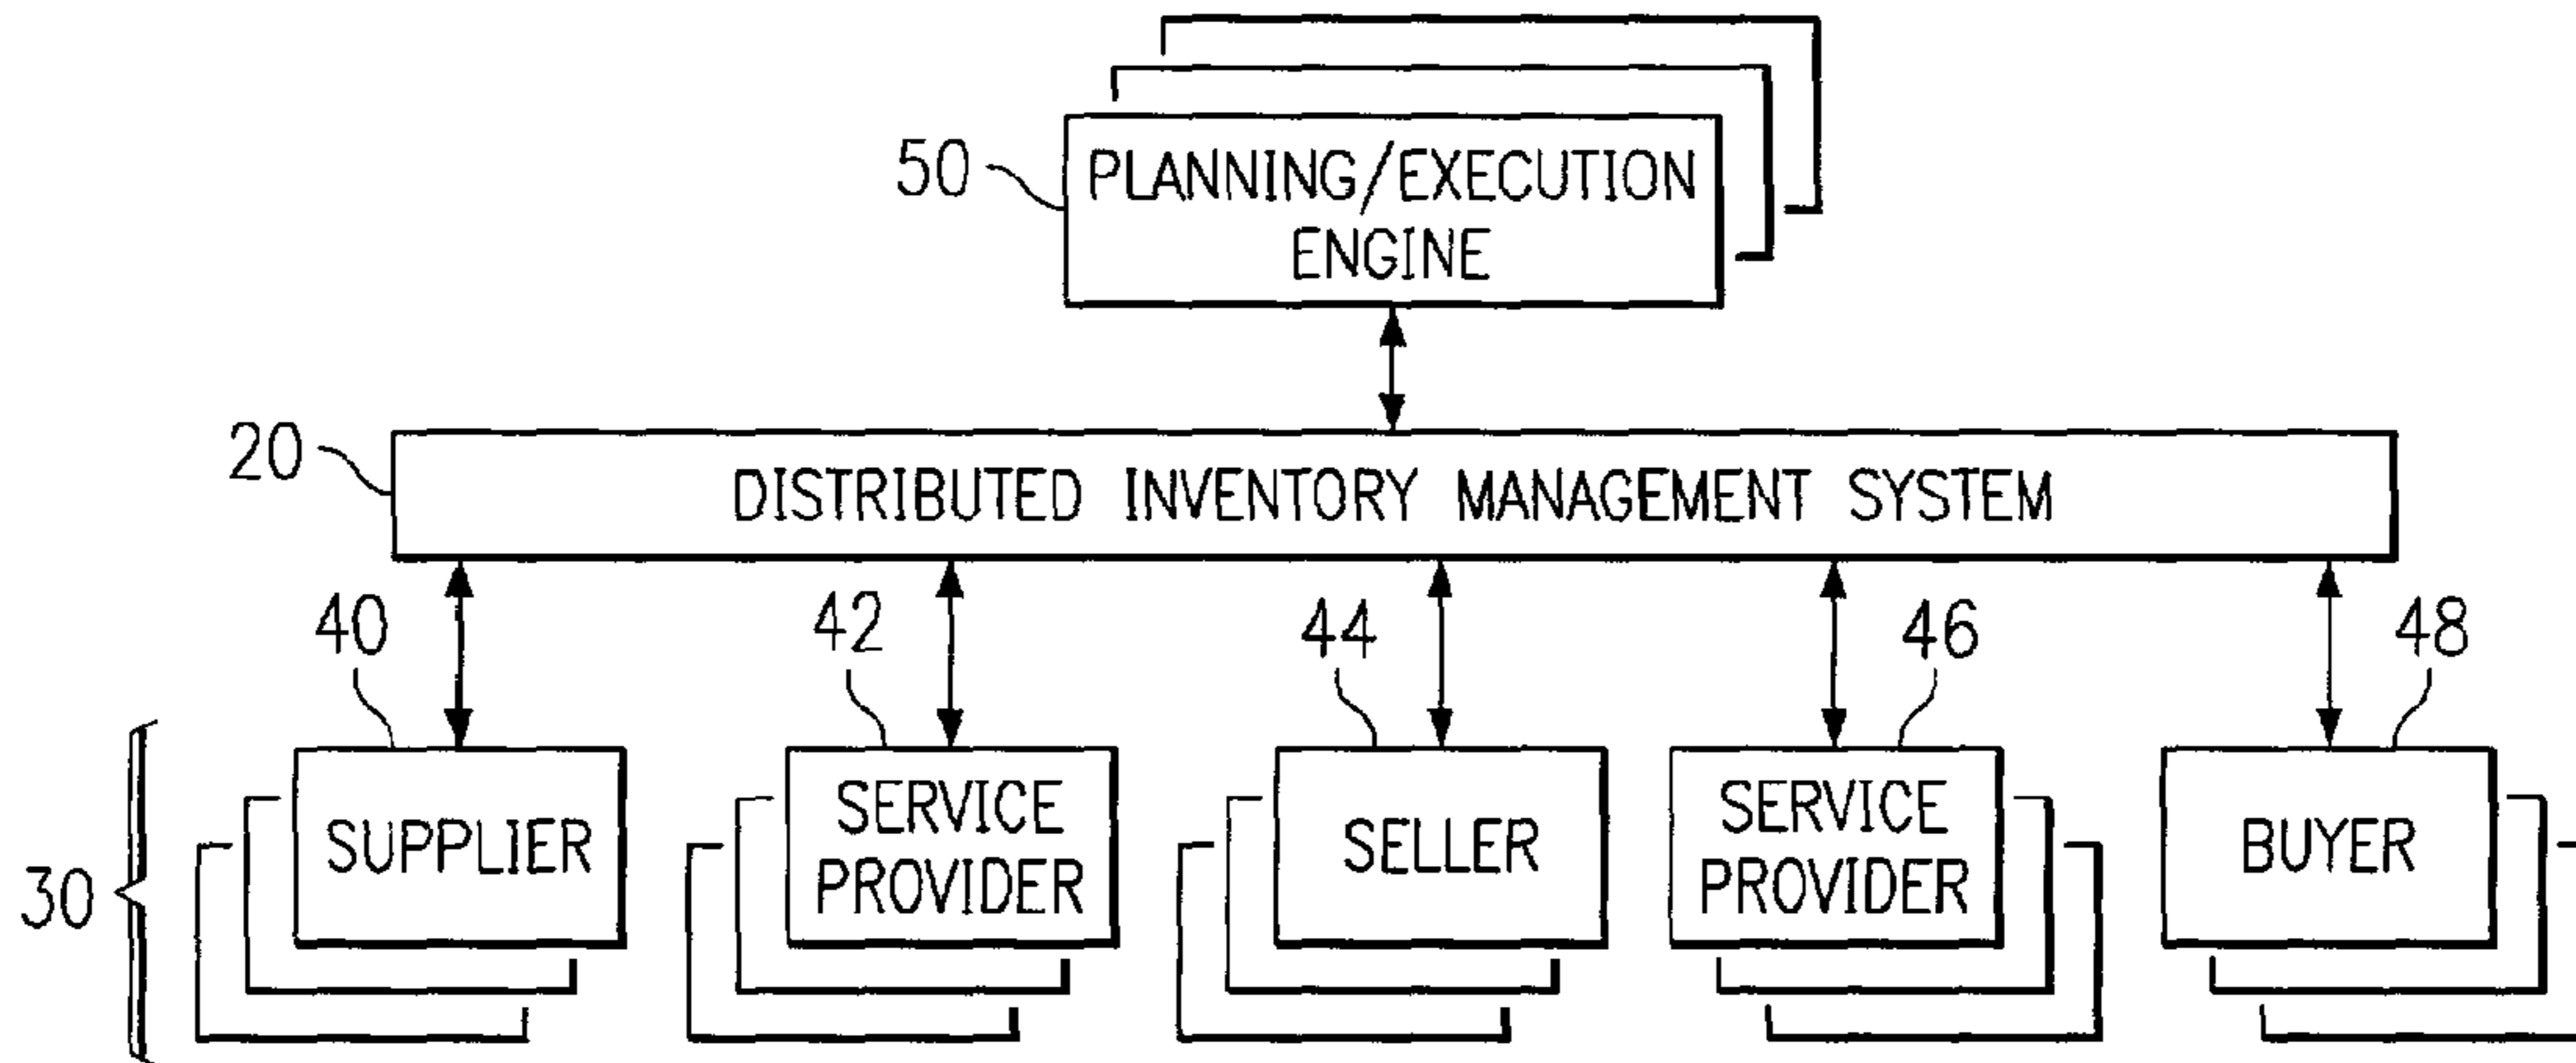 50
PLANNING/EXECUTION
ENGINE
20
DISTRIBUTED INVENTORY MANAGEMENT SYSTEM
40
42
44
46
48
30
SUPPLIER
SERVICE
PROVIDER
SELLER
SERVICE
PROVIDER
BUYER